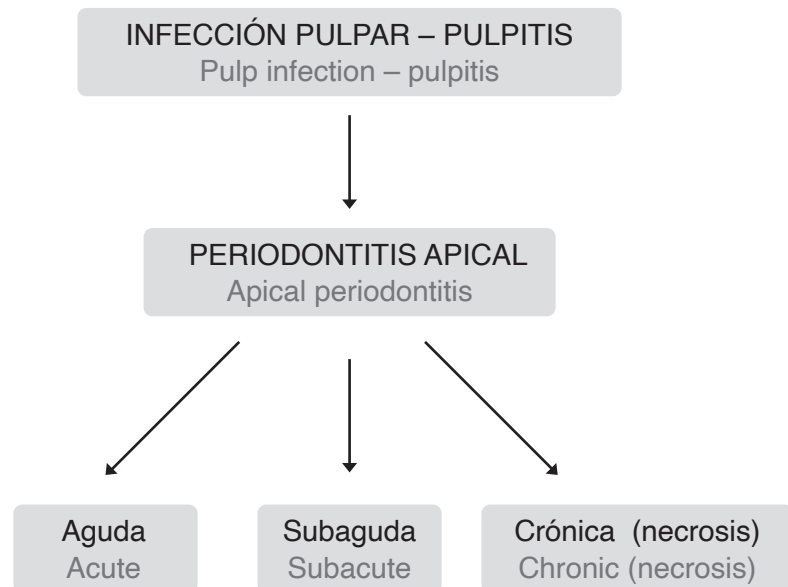 INFECCIÓN PULPAR – PULPITIS
Pulp infection – pulpitis
PERIODONTITIS APICAL
Apical periodontitis
Aguda
Acute
Subaguda
Subacute
Crónica (necrosis)
Chronic (necrosis)